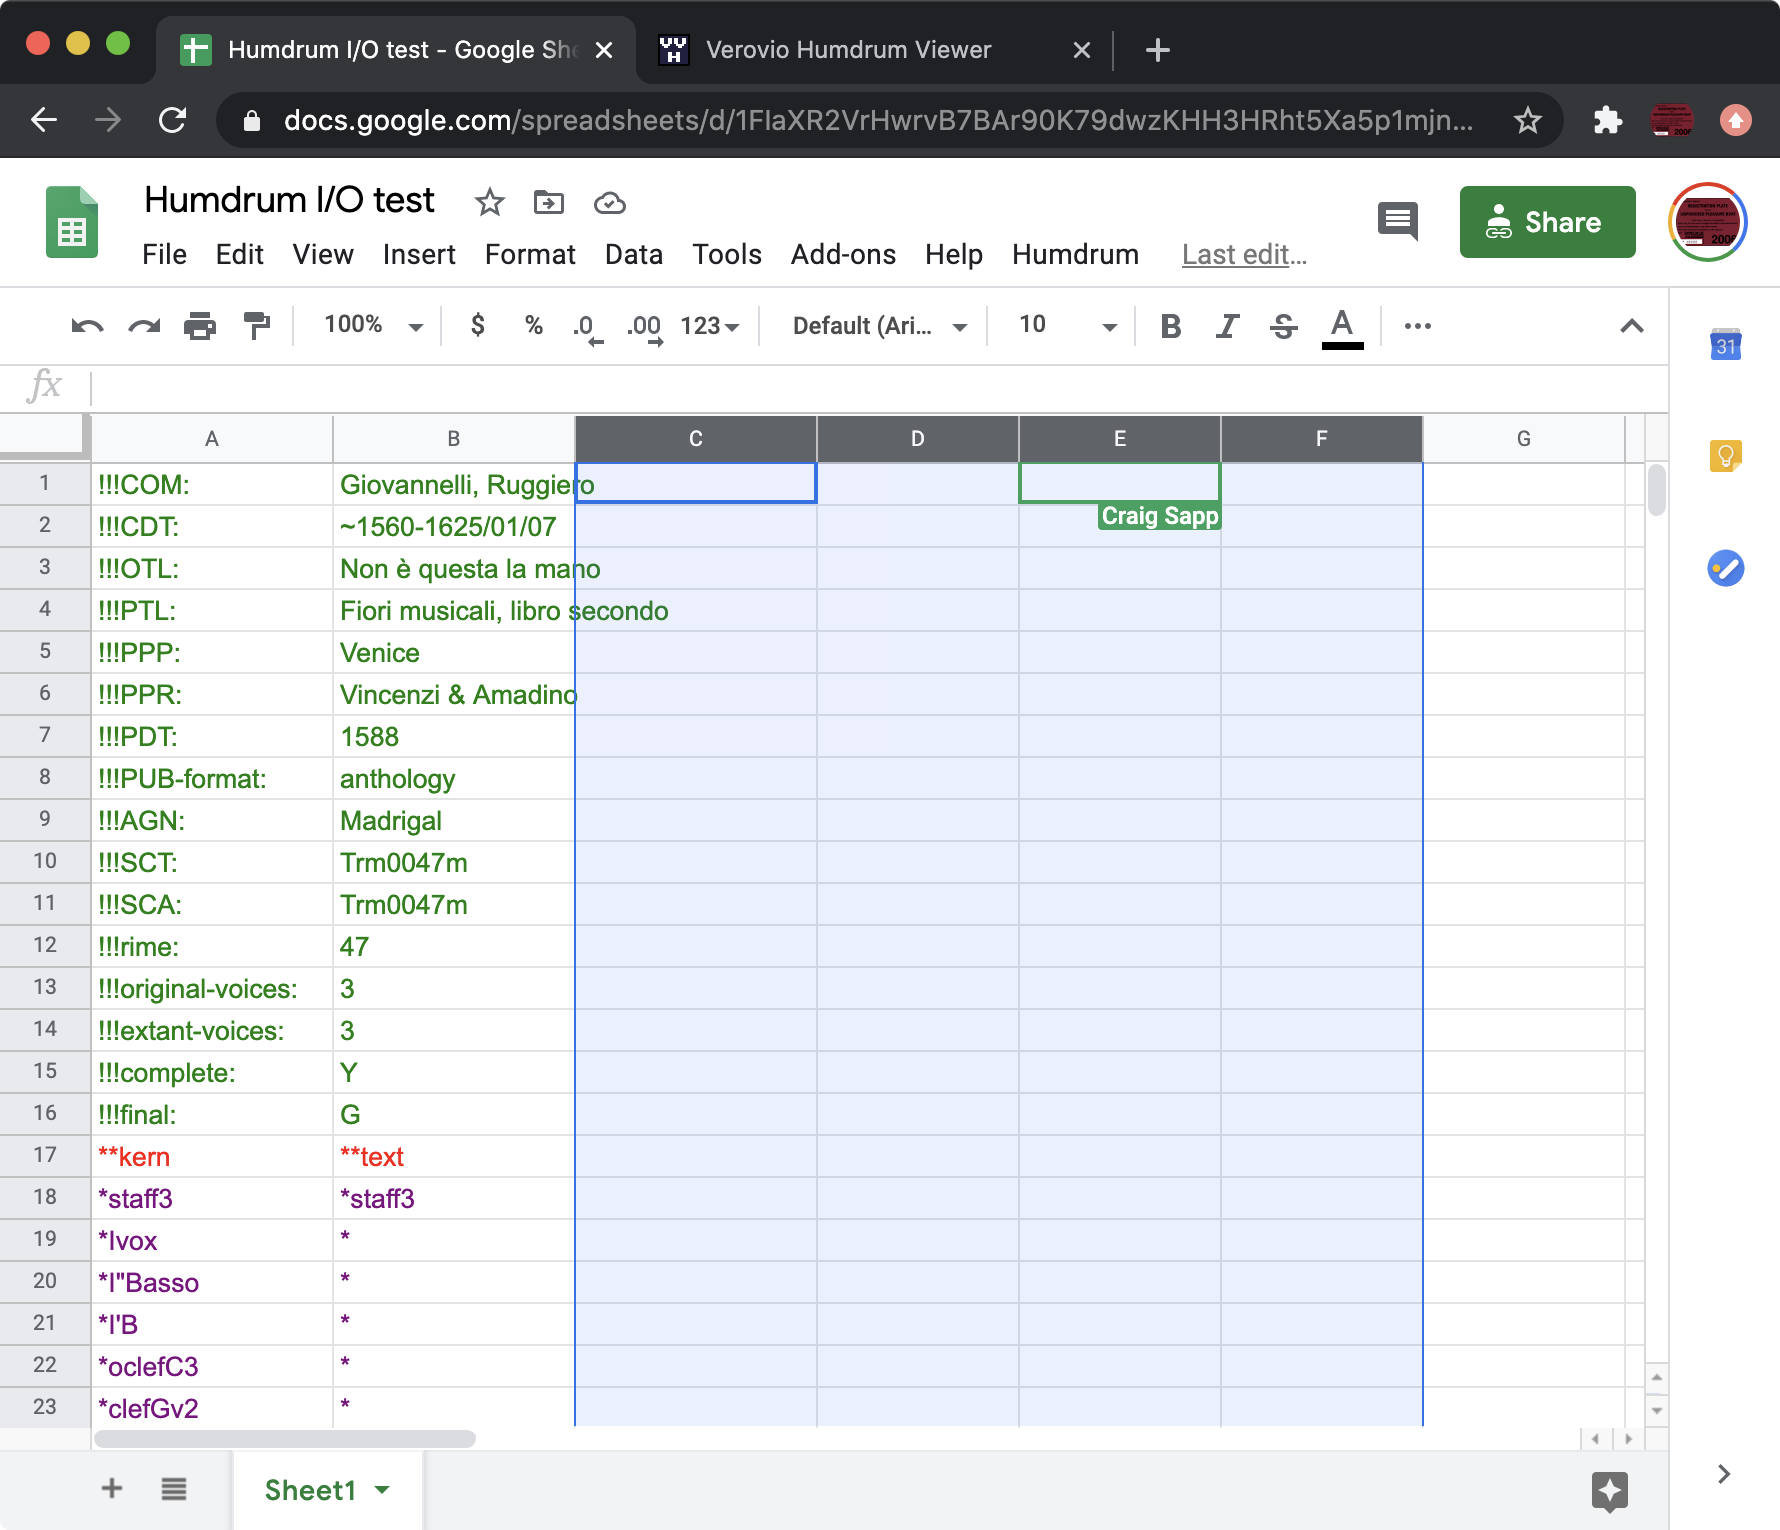 Humdrum I/O test - Google She
Verovio Humdrum Viewer
docs.google.com/spreadsheets/d/1FIaXR2VrHwrvB7BAr90K79dwzKHH3HRht5Xa5p1mjn...
Humdrum I/O test
File Edit View Insert Format Data Tools Add-ons Help Humdrum Last edit...
Share
100% $ % .0 .00 123 Default (Ari... 10 B I S A
31
fx
A B C D E F G
1 !!!COM: Giovannelli, Ruggiero
Craig Sapp
2 !!!CDT: ~1560-1625/01/07
3 !!!OTL: Non è questa la mano
4 !!!PTL: Fiori musicali, libro secondo
5 !!!PPP: Venice
6 !!!PPR: Vincenzi & Amadino
7 !!!PDT: 1588
8 !!!PUB-format: anthology
9 !!!AGN: Madrigal
10 !!!SCT: Trm0047m
11 !!!SCA: Trm0047m
12 !!!rime: 47
13 !!!original-voices: 3
14 !!!extant-voices: 3
15 !!!complete: Y
16 !!!final: G
17 **kern **text
18 *staff3 *staff3
19 *Ivox *
20 *I"Basso *
21 *I'B *
22 *oclefC3 *
23 *clefGv2 *
Sheet1